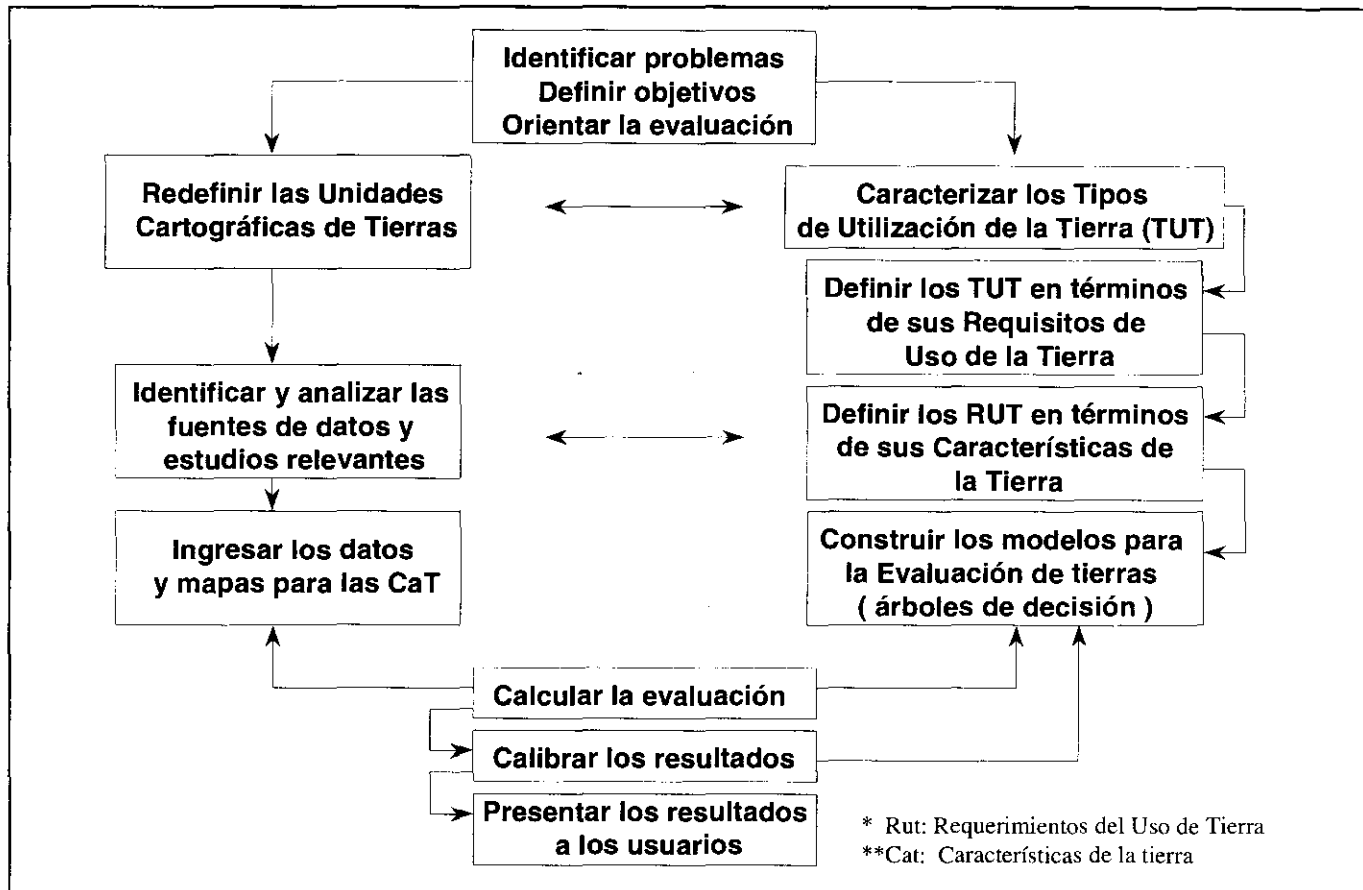 Identificar problemas
Definir objetivos
Orientar la evaluación
Redefinir las Unidades
Cartográficas de Tierras
Caracterizar los Tipos
de Utilización de la Tierra (TUT)
Definir los TUT en términos
de sus Requisitos de
Uso de la Tierra
Identificar y analizar las
fuentes de datos y
estudios relevantes
Definir los RUT en términos
de sus Características de
la Tierra
Ingresar los datos
y mapas para las CaT
Construir los modelos para
la Evaluación de tierras
( árboles de decisión )
Calcular la evaluación
Calibrar los resultados
Presentar los resultados
a los usuarios
* Rut: Requerimientos del Uso de Tierra
**Cat: Características de la tierra